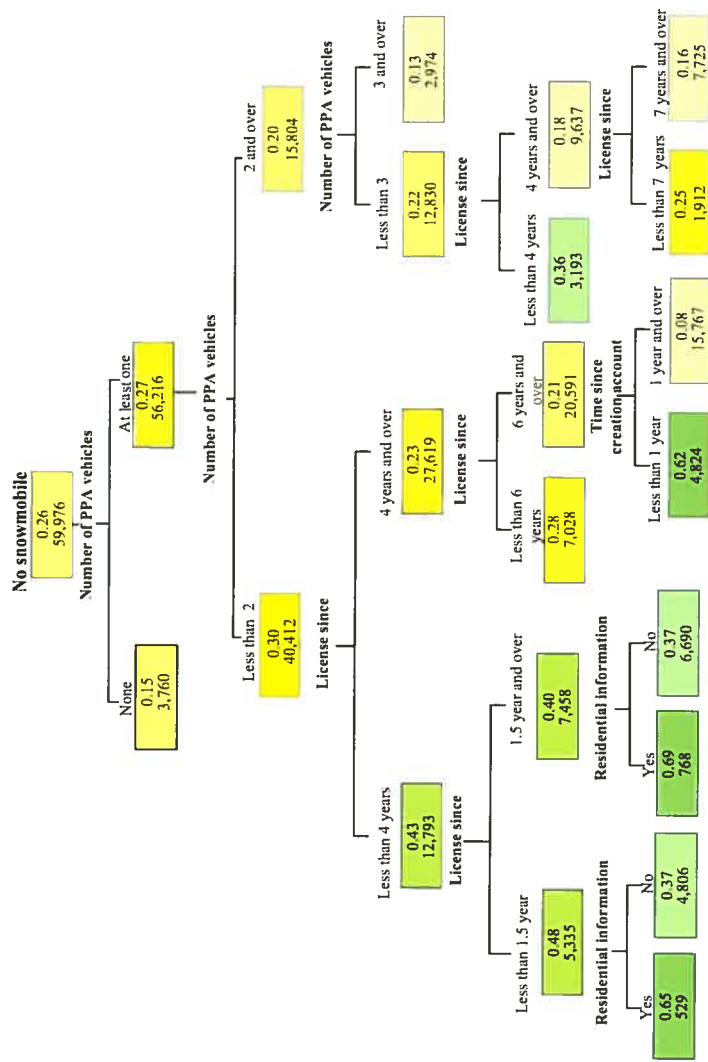 No snowmobile
0.26
59,976
Number of PPA vehicles
None
0.15
3,760
At least one
0.27
56,216
Number of PPA vehicles
Less than 2
0.30
40,412
License since
2 and over
0.20
15,804
Number of PPA vehicles
Less than 4 years
0.43
12,793
License since
4 years and over
0.23
27,619
License since
Less than 3
0.22
12,830
License since
3 and over
0.13
2,974
Less than 1.5 year
0.48
5,335
Residential information
1.5 year and over
0.40
7,458
Residential information
Less than 6
years
0.28
7,028
6 years and
over
0.21
20,591
Time since
creation account
Less than 4 years
0.36
3,193
4 years and over
0.18
9,637
License since
Yes
0.65
529
No
0.37
4,806
Yes
0.69
768
No
0.37
6,690
Less than 1 year
0.62
4,824
1 year and over
0.08
15,767
Less than 7 years
0.25
1,912
7 years and over
0.16
7,725